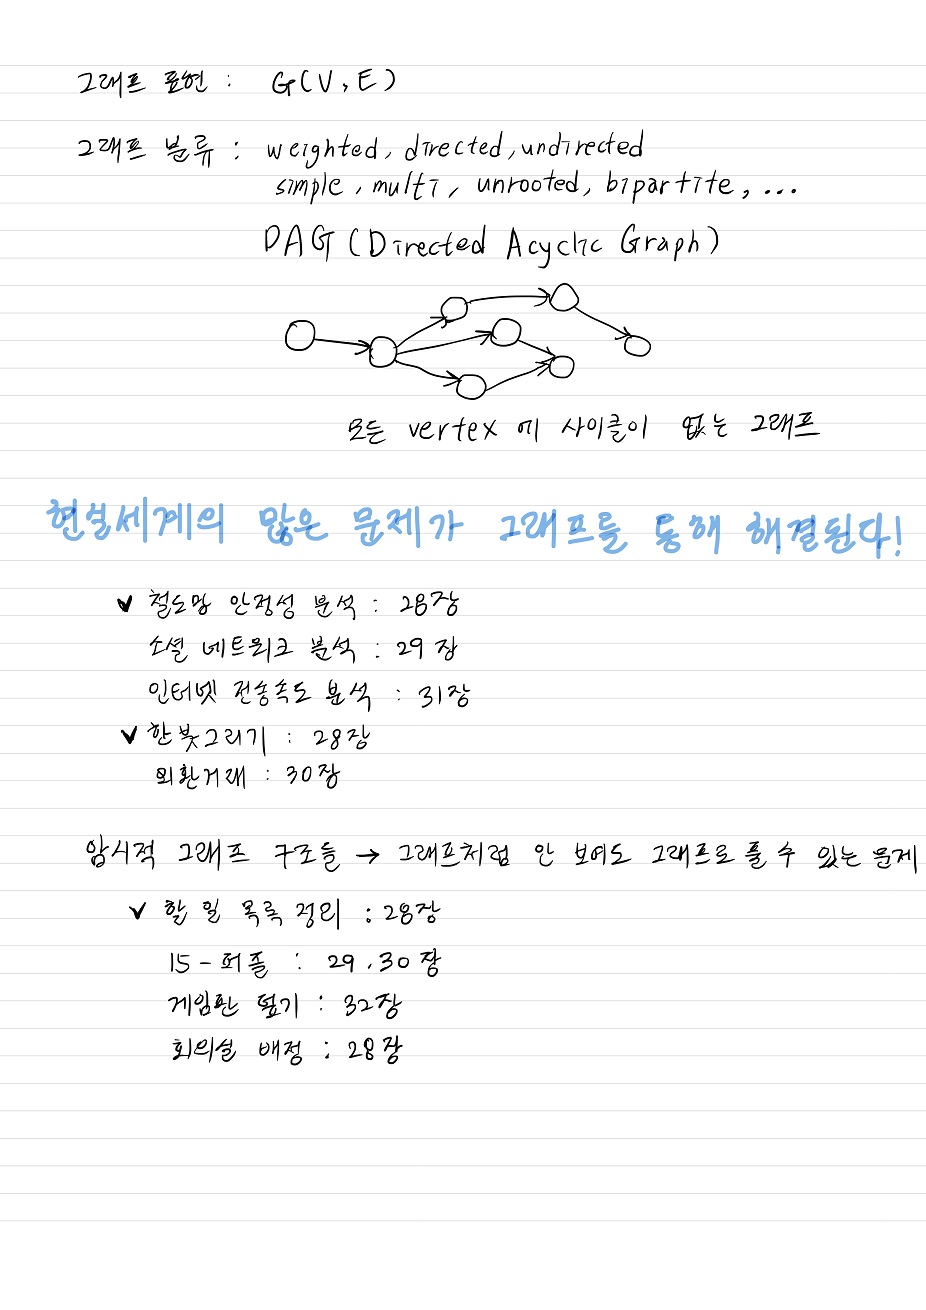 그래프 표현 : G(V, E)
그래프 분류 : weighted, directed, undirected
simple, multi, unrooted, bipartite, ...
DAG (Directed Acyclic Graph)
모든 vertex 에 사이클이 없는 그래프
현실세계의 많은 문제가 그래프를 통해 해결된다!
✓ 철도망 안정성 분석 : 28장
소셜 네트워크 분석 : 29장
인터넷 전송속도 분석 : 31장
✓ 한붓그리기 : 28장
외환거래 : 30장
암시적 그래프 구조들 → 그래프처럼 안 보여도 그래프로 풀 수 있는 문제
✓ 할 일 목록 정리 : 28장
15-퍼즐 : 29, 30장
게임판 덮기 : 32장
회의실 배정 : 28장